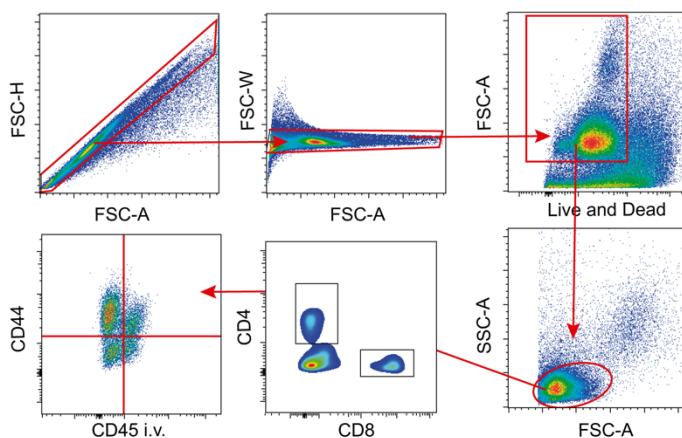 FSC-H
FSC-A
FSC-W
FSC-A
FSC-A
Live and Dead
CD44
CD45 i.v.
CD4
CD8
SSC-A
FSC-A